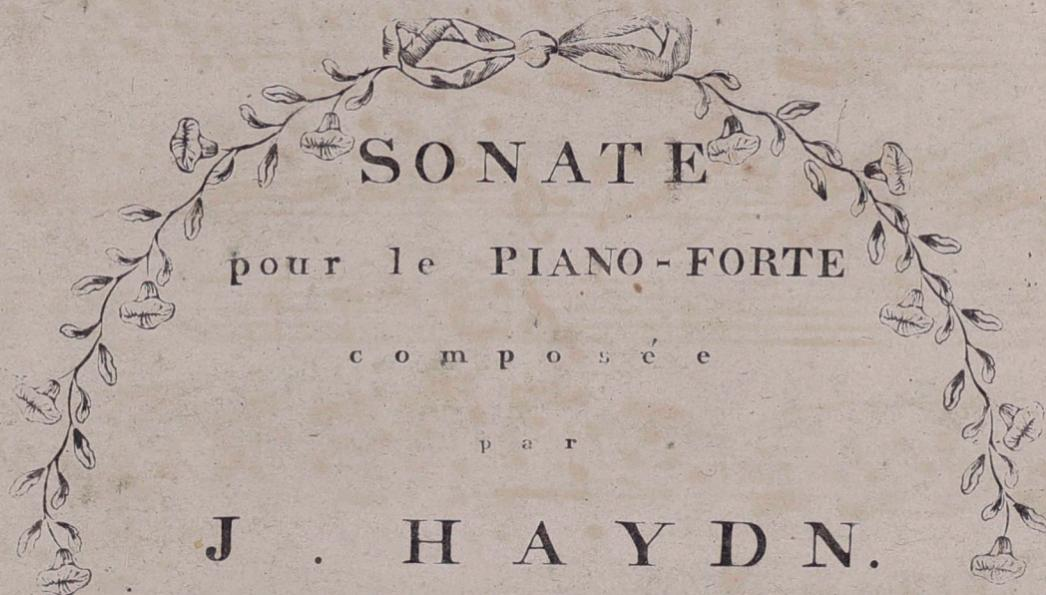 SONATE
pour le PIANO-FORTE
composée
par
J. HAYDN.